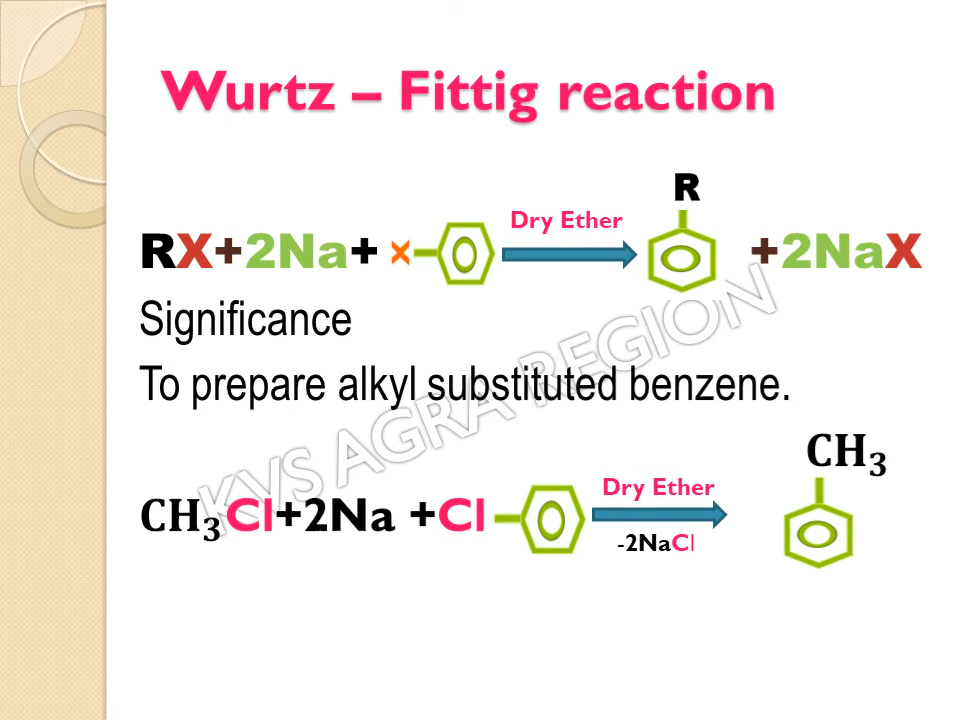 Wurtz – Fittig reaction
R
Dry Ether
RX+2Na+ x +2NaX
Significance
To prepare alkyl substituted benzene.
KVS AGRA REGION
CH₃
Dry Ether
CH₃Cl+2Na +Cl
-2NaCl